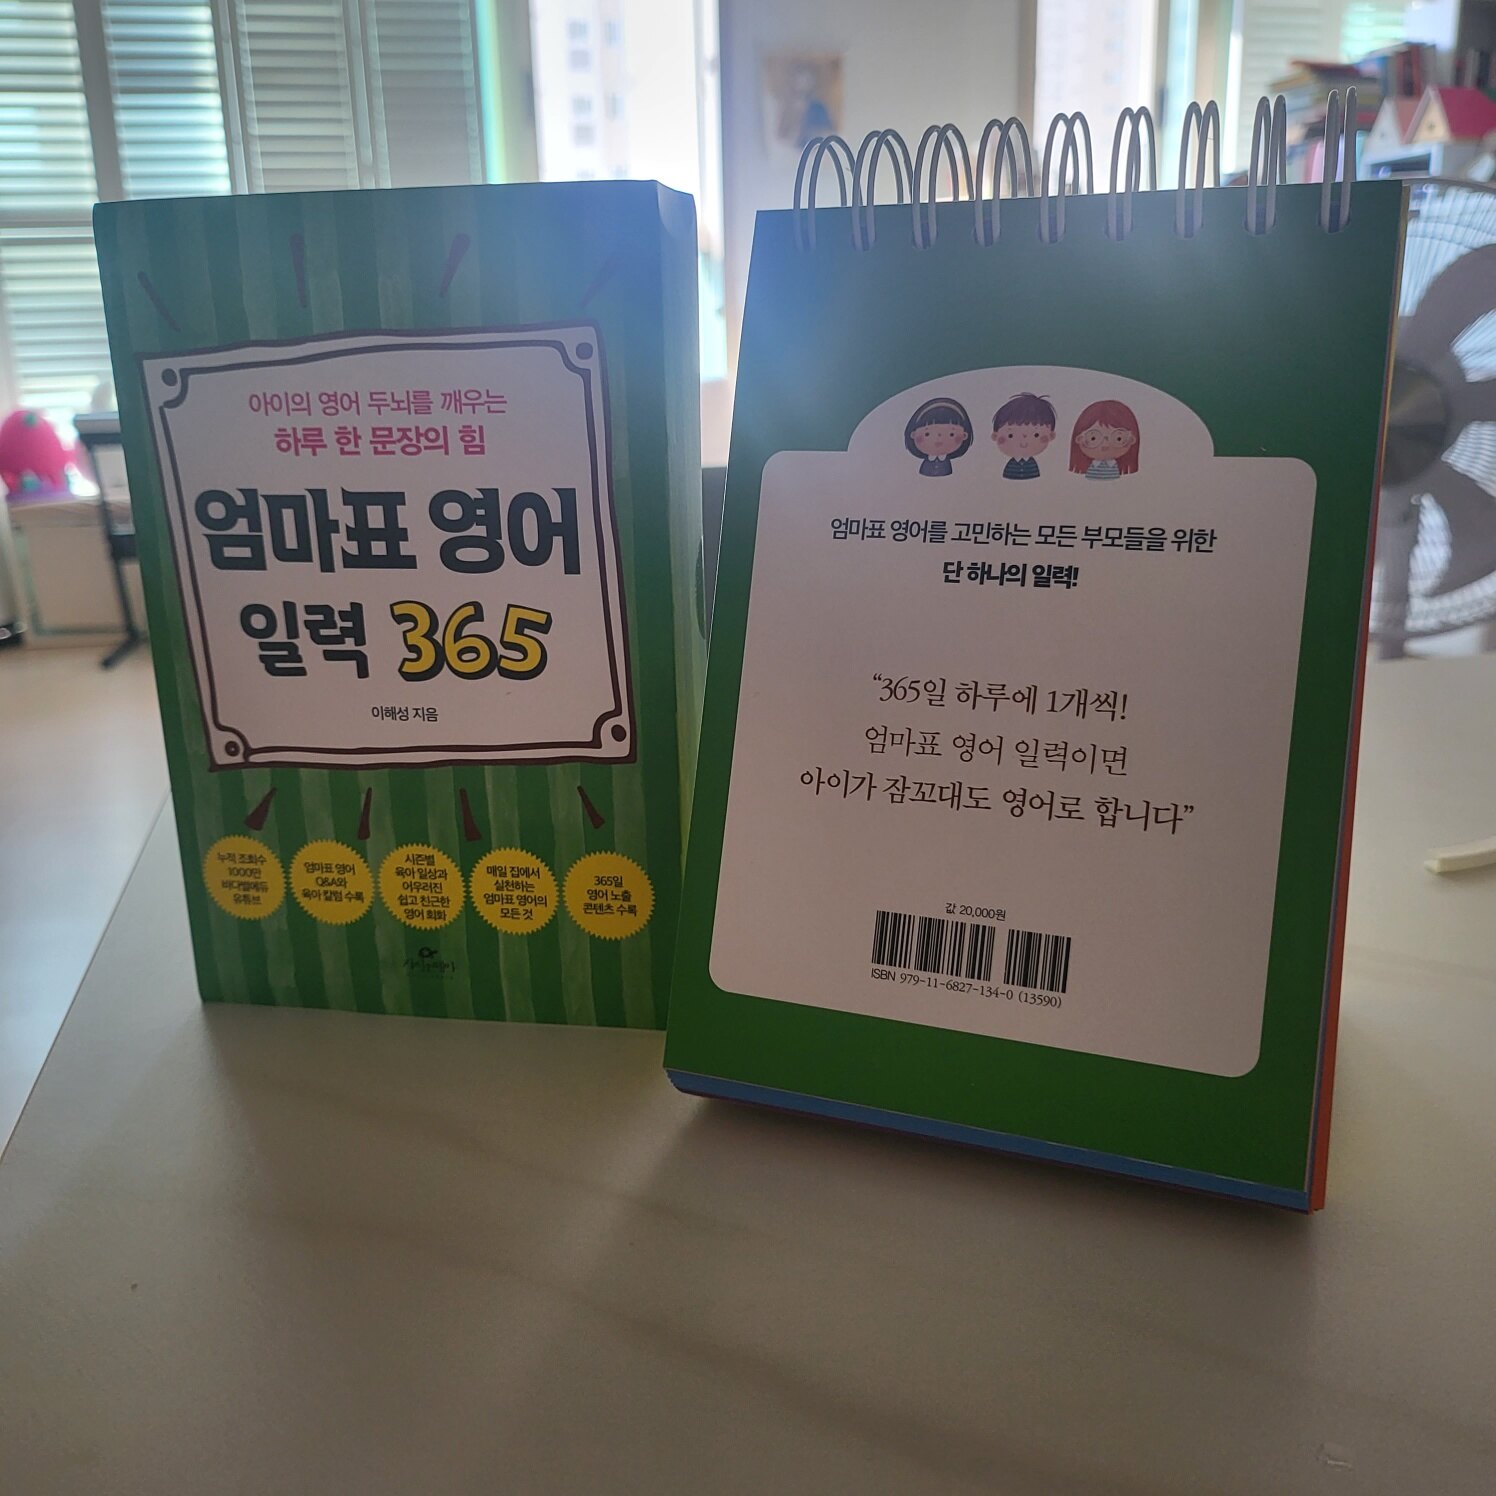 아이의 영어 두뇌를 깨우는
하루 한 문장의 힘
엄마표 영어
일력 365
이해성 지음
누적 조회수
1000만
바다별에듀
유튜브
엄마표 영어
Q&A와
육아 칼럼 수록
시즌별
육아 일상과
어우러진
쉽고 친근한
영어 회화
매일 집에서
실천하는
엄마표 영어의
모든 것
365일
영어 노출
콘텐츠 수록
엄마표 영어를 고민하는 모든 부모들을 위한
단 하나의 일력!
“365일 하루에 1개씩!
엄마표 영어 일력이면
아이가 잠꼬대도 영어로 합니다”
값 20,000원
ISBN 979-11-6827-134-0 (13590)